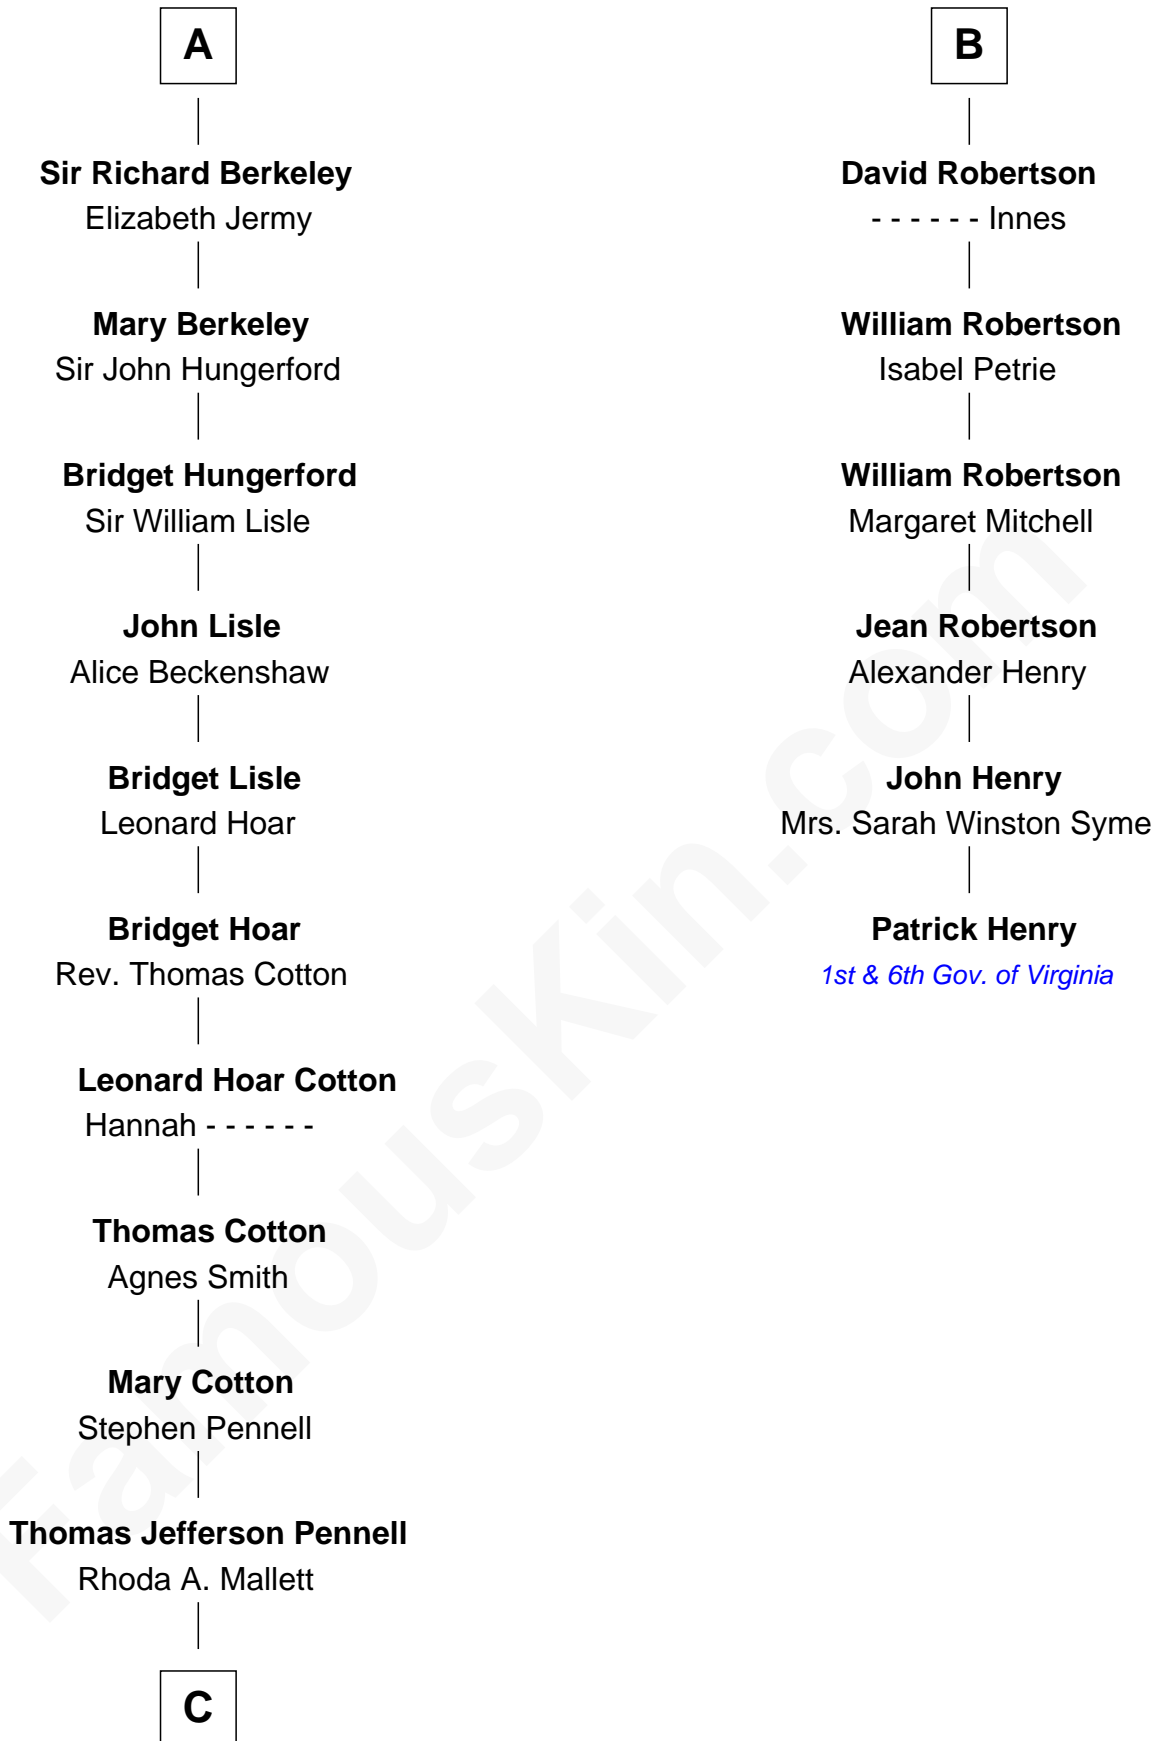 A
Sir Richard Berkeley
Elizabeth Jermy
Mary Berkeley
Sir John Hungerford
Bridget Hungerford
Sir William Lisle
John Lisle
Alice Beckenshaw
Bridget Lisle
Leonard Hoar
Bridget Hoar
Rev. Thomas Cotton
Leonard Hoar Cotton
Hannah - - - - - -
Thomas Cotton
Agnes Smith
Mary Cotton
Stephen Pennell
Thomas Jefferson Pennell
Rhoda A. Mallett
C
B
David Robertson
- - - - - - Innes
William Robertson
Isabel Petrie
William Robertson
Margaret Mitchell
Jean Robertson
Alexander Henry
John Henry
Mrs. Sarah Winston Syme
Patrick Henry
1st & 6th Gov. of Virginia
FamousKin.com